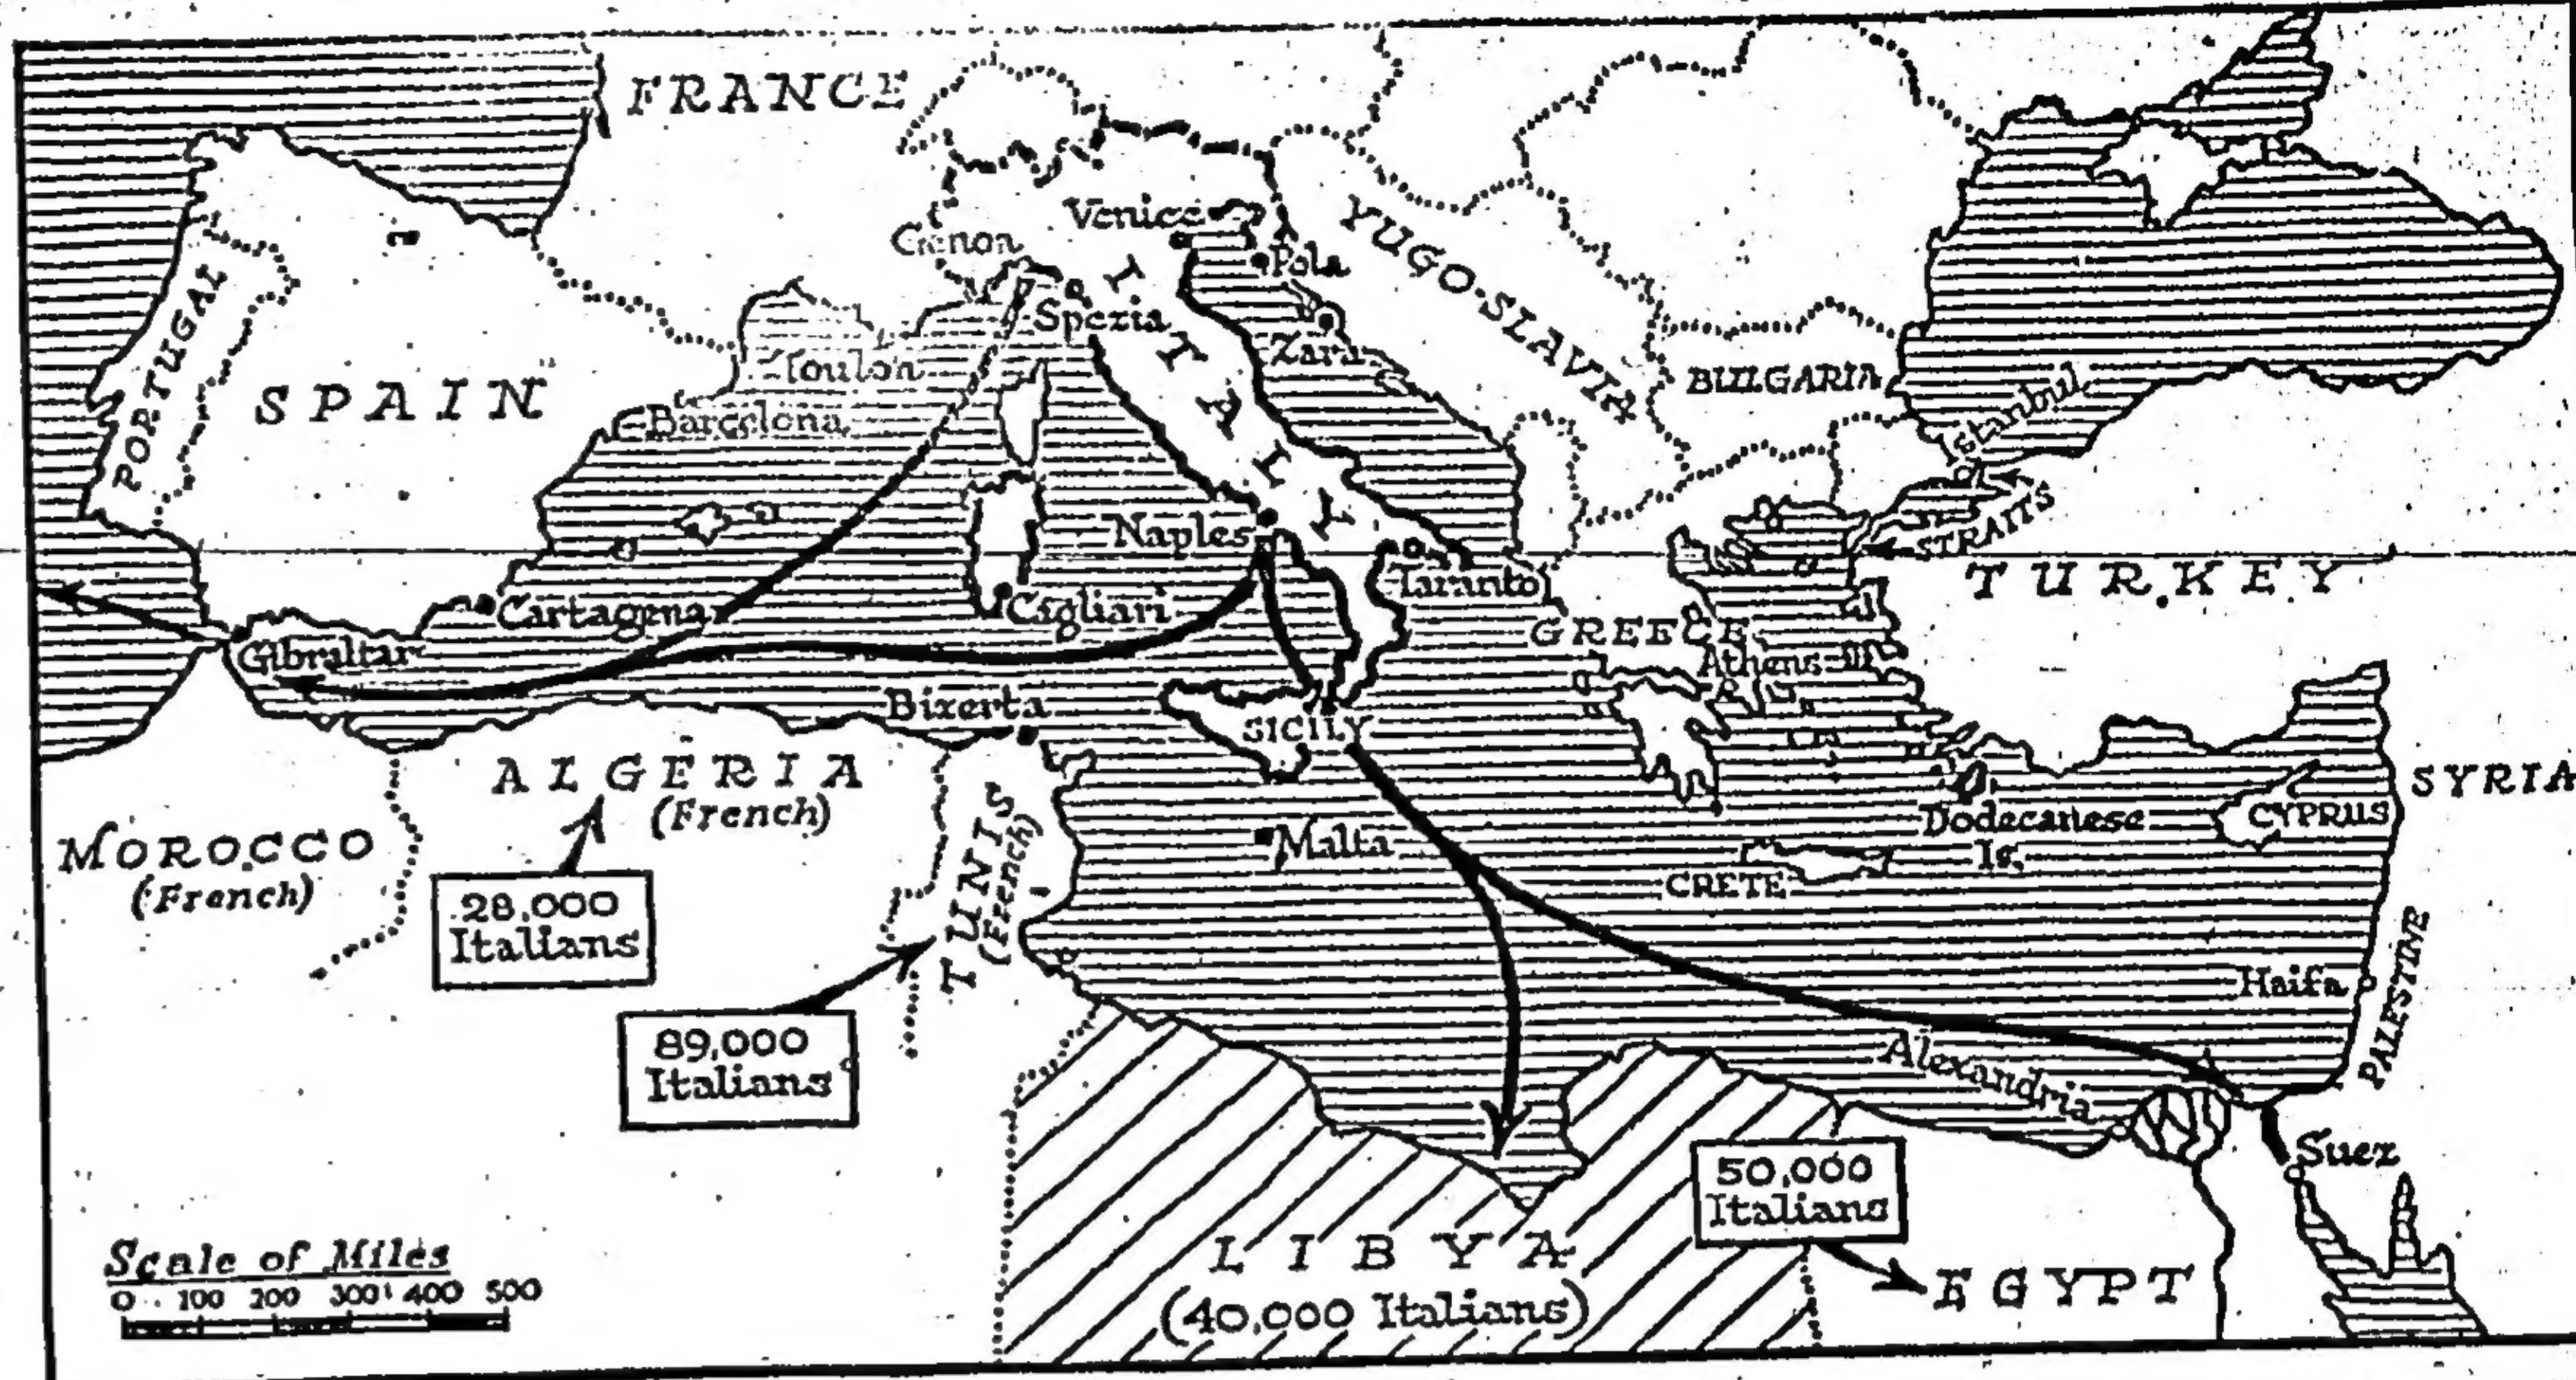 FRANCE
Venice
Genoa
Pola
YUGO-SLAVIA
PORTUGAL
SPAIN
Spezia
ITALY
Toulon
Zara
BULGARIA
Barcelona
Istanbul
STRAITS
Naples
Taranto
TURKEY
Cartagena
Cigliari
GREECE
Gibraltar
Athens
Bizerta
SICILY
ALGERIA
(French)
SYRIA
MOROCCO
(French)
TUNIS
(French)
Malta
Dodecanese
Is.
CYPRUS
CRETE
28,000
Italians
PALESTINE
Haifa
89,000
Italians
Alexandria
Suez
50,000
Italians
LIBYA
(40,000 Italians)
EGYPT
Scale of Miles
0 100 200 300 400 500